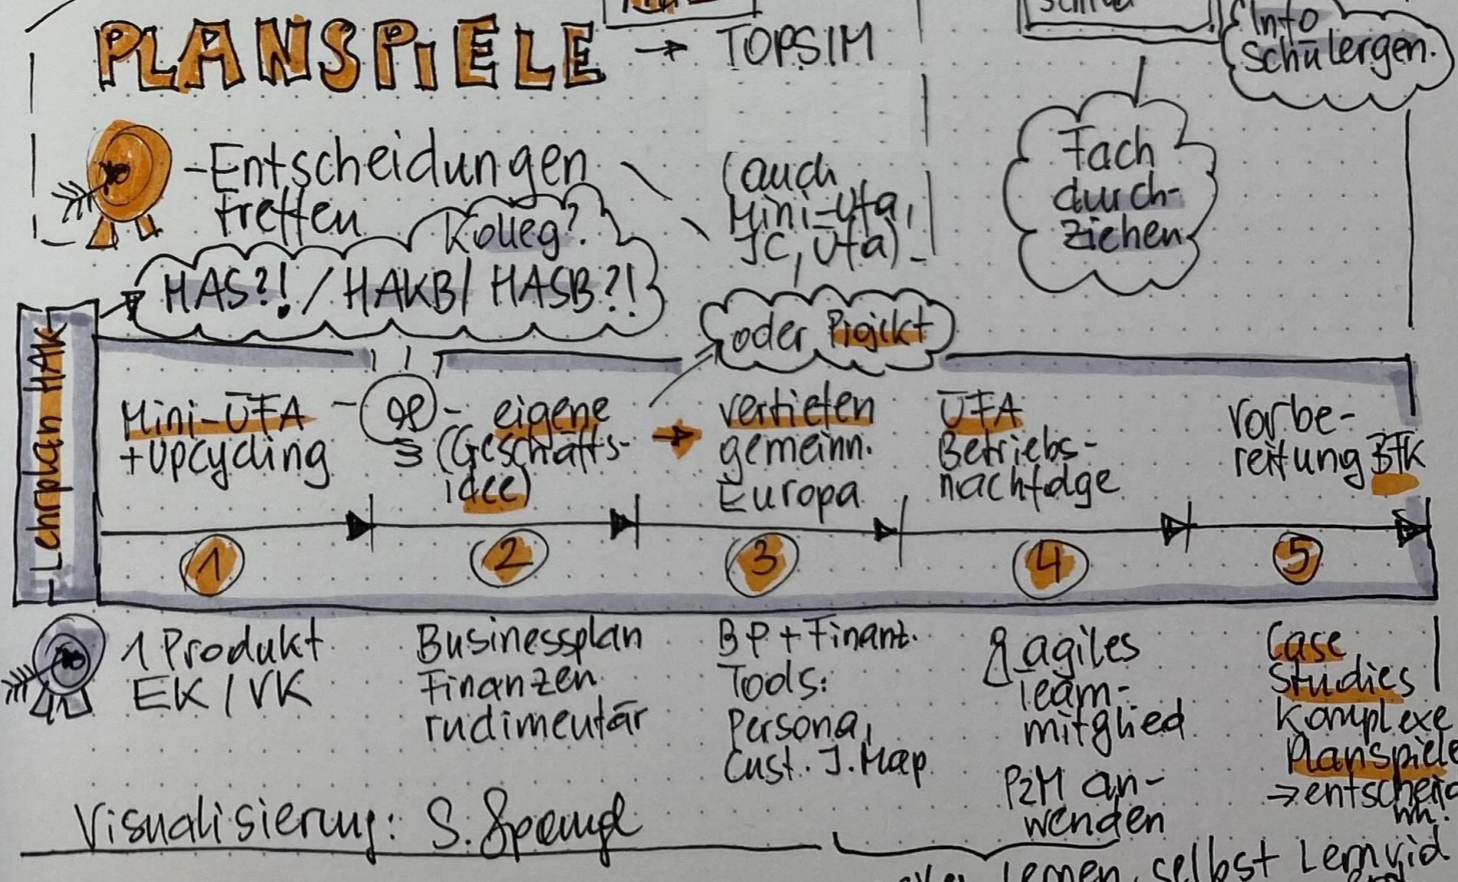 PLANSPIELE → TOPSIM
Info
Schülergen.
Fach
durch-
ziehen
- Entscheidungen
treffen
(auch
Mini-Üfa,
JC, Üfa)
Kolleg?
HAS?! / HAKB / HASB?!
oder Projekt
Lehrplan HAK
Mini-ÜFA
+ Upcycling
eigene
(Geschäfts-
idee)
→ vertiefen
gemeinn.
Europa
ÜFA
Betriebs-
nachfolge
Vorbe-
reitung BFK
1
2
3
4
5
1 Produkt
EK / VK
Businessplan
Finanzen
rudimentär
BP + Finanz.
Tools:
Persona,
Cust. J. Map
agiles
Team-
mitglied
P2M an-
wenden
Case
Studies
Komplexe
Planspiele
Visualisierung: S. Spangl
lernen, selbst Lernvid